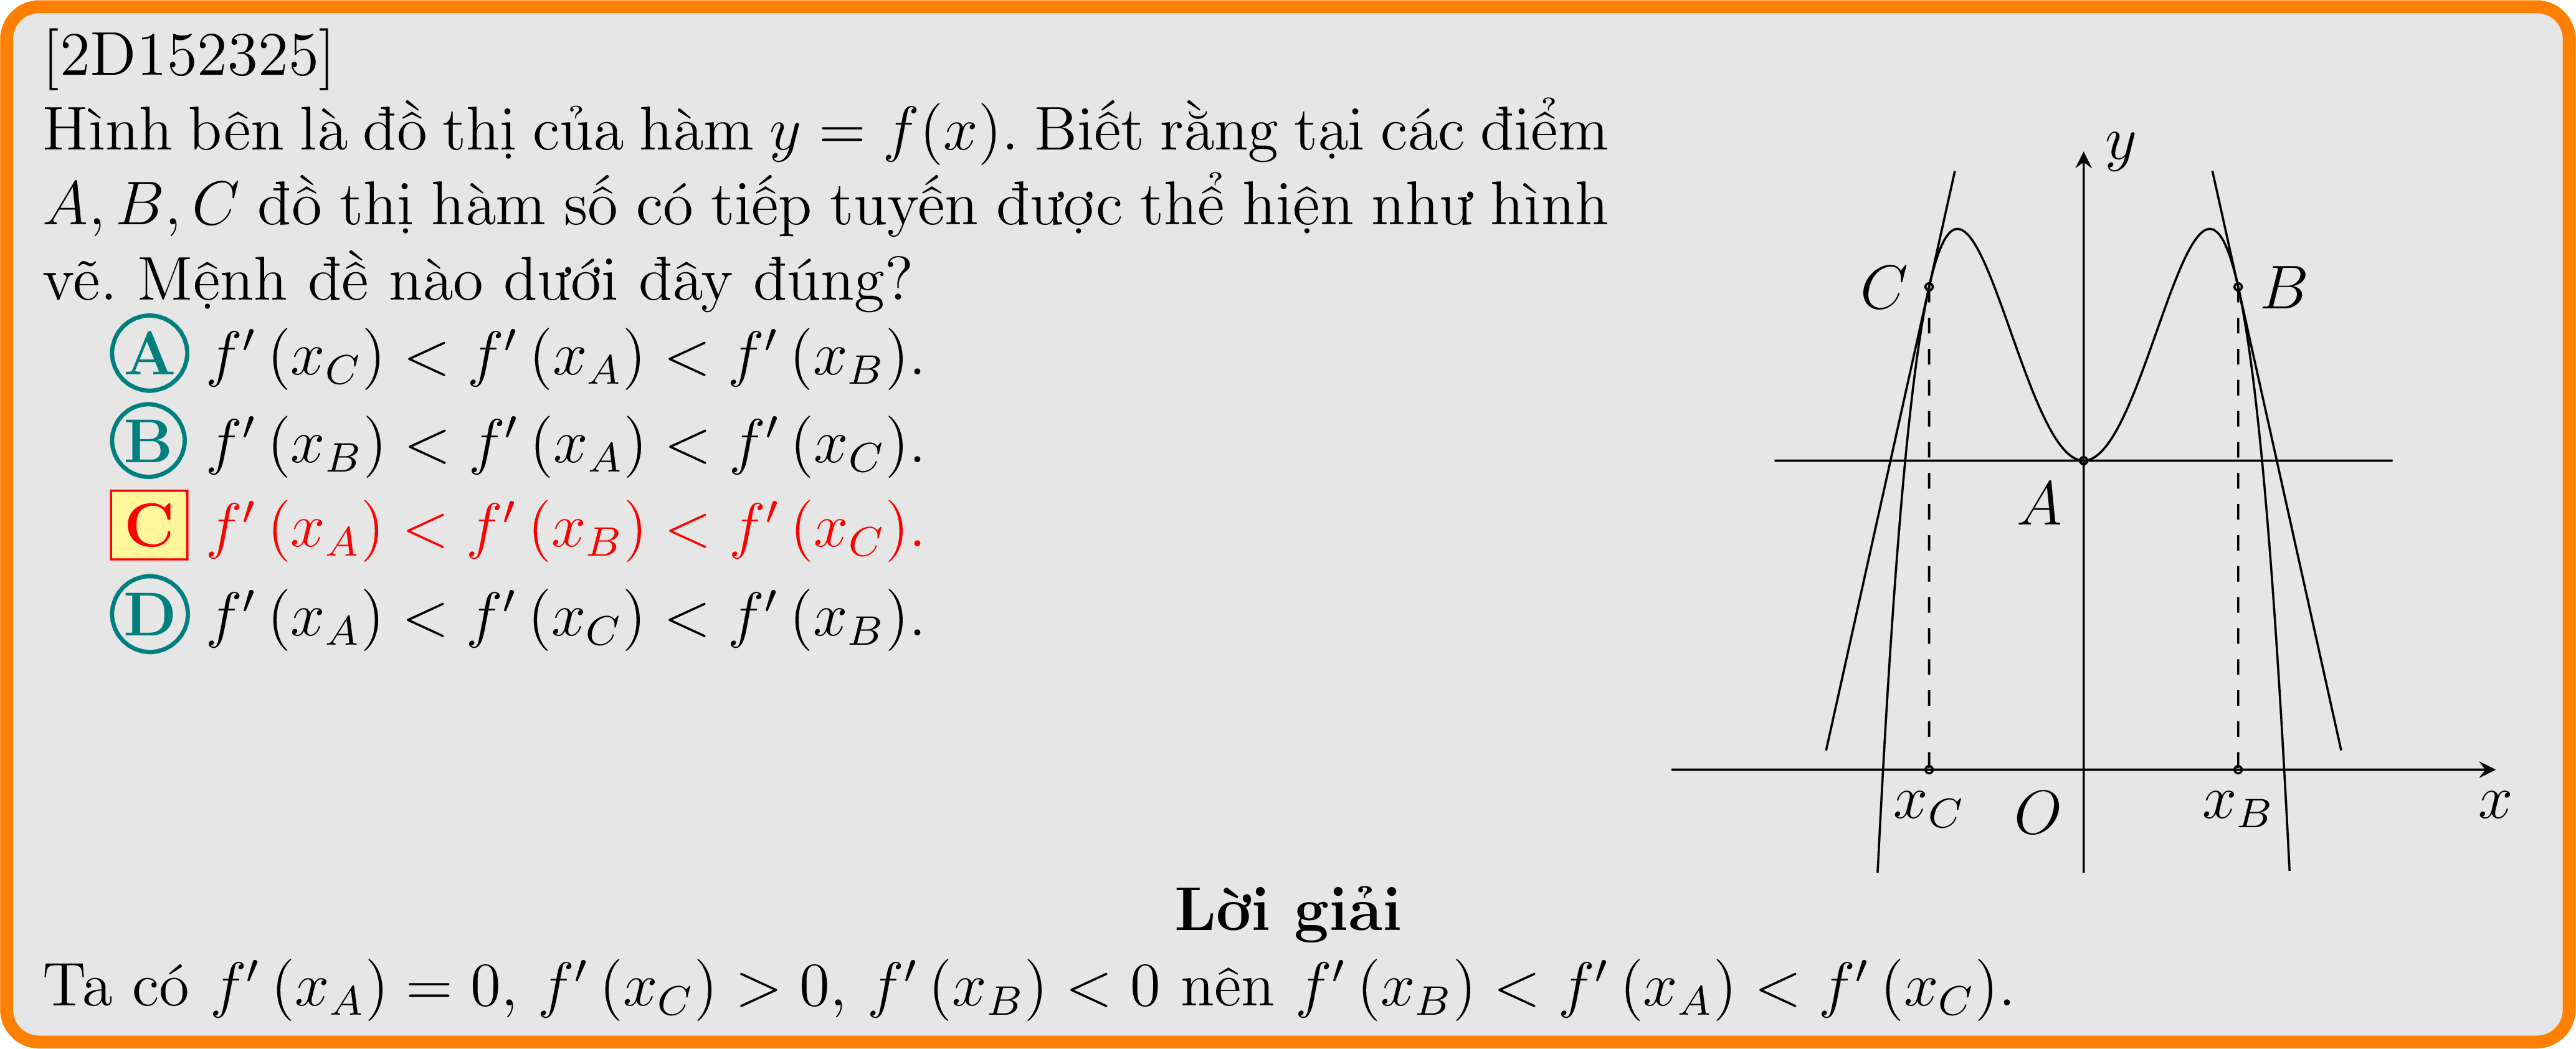 [2D152325]
Hình bên là đồ thị của hàm y = f(x). Biết rằng tại các điểm
A, B, C đồ thị hàm số có tiếp tuyến được thể hiện như hình
vẽ. Mệnh đề nào dưới đây đúng?
A f′(x_C) < f′(x_A) < f′(x_B).
B f′(x_B) < f′(x_A) < f′(x_C).
C f′(x_A) < f′(x_B) < f′(x_C).
D f′(x_A) < f′(x_C) < f′(x_B).
y
C
B
A
x_C
O
x_B
x
Lời giải
Ta có f′(x_A) = 0, f′(x_C) > 0, f′(x_B) < 0 nên f′(x_B) < f′(x_A) < f′(x_C).